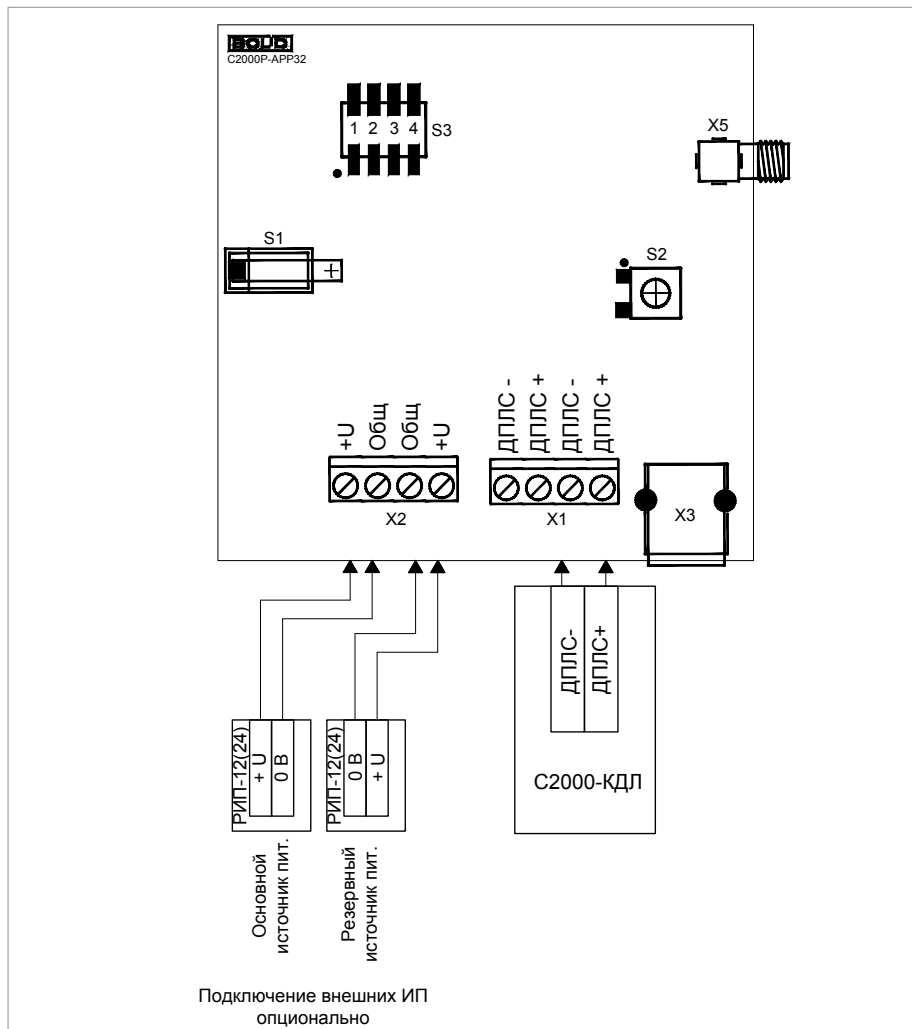 BOLID
С2000Р-АРР32
1 2 3 4
S3
X5
S1
S2
+U
Общ
Общ
+U
ДПЛС -
ДПЛС +
ДПЛС -
ДПЛС +
X2
X1
X3
РИП-12(24)
+ U
0 В
РИП-12(24)
0 В
+ U
ДПЛС-
ДПЛС+
С2000-КДЛ
Основной
источник пит.
Резервный
источник пит.
Подключение внешних ИП
опционально